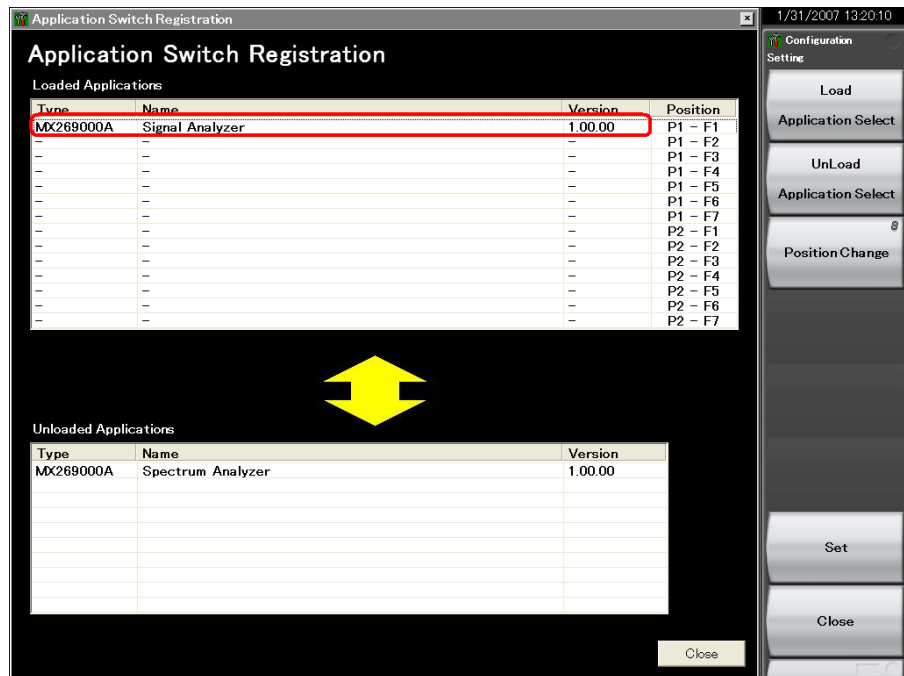 Application Switch Registration
1/31/2007 13:20:10
Application Switch Registration
Loaded Applications
Type Name Version Position
MX269000A Signal Analyzer 1.00.00 P1 – F1
– – – P1 – F2
– – – P1 – F3
– – – P1 – F4
– – – P1 – F5
– – – P1 – F6
– – – P1 – F7
– – – P2 – F1
– – – P2 – F2
– – – P2 – F3
– – – P2 – F4
– – – P2 – F5
– – – P2 – F6
– – – P2 – F7
Unloaded Applications
Type Name Version
MX269000A Spectrum Analyzer 1.00.00
Close
Configuration
Setting
Load
Application Select
UnLoad
Application Select
Position Change
Set
Close